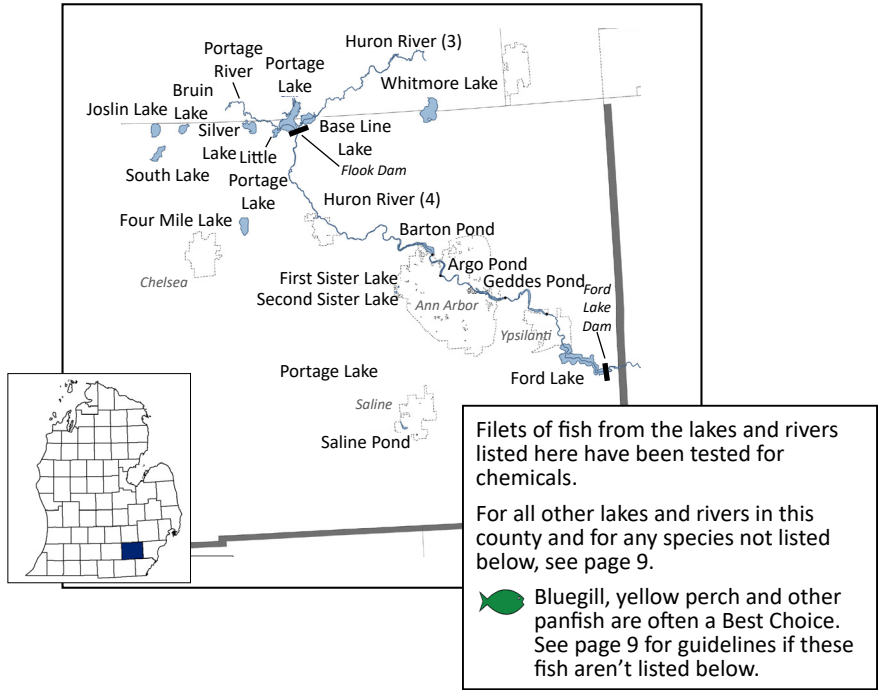 Huron River (3)
Portage
River
Portage
Lake
Whitmore Lake
Bruin
Lake
Joslin Lake
Silver
Lake
Little
Portage
Lake
Base Line
Lake
Flook Dam
South Lake
Huron River (4)
Four Mile Lake
Barton Pond
Chelsea
Argo Pond
First Sister Lake
Second Sister Lake
Geddes Pond
Ann Arbor
Ford
Lake
Dam
Ypsilanti
Portage Lake
Ford Lake
Saline
Saline Pond
Filets of fish from the lakes and rivers
listed here have been tested for
chemicals.
For all other lakes and rivers in this
county and for any species not listed
below, see page 9.
Bluegill, yellow perch and other
panfish are often a Best Choice.
See page 9 for guidelines if these
fish aren’t listed below.